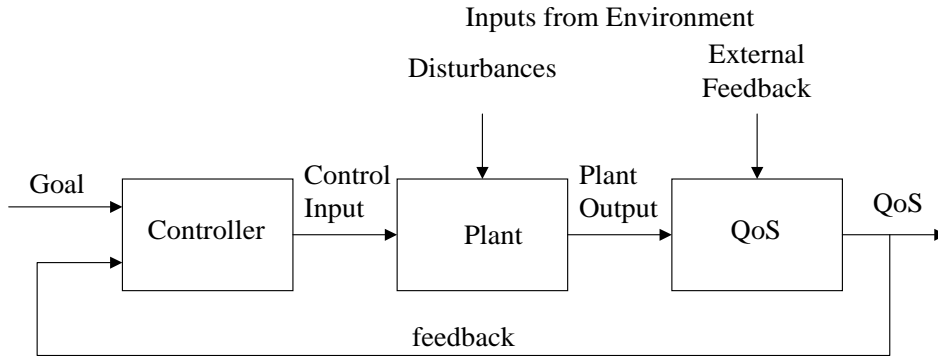 Inputs from Environment
Disturbances
External
Feedback
Goal
Control
Input
Plant
Output
QoS
Controller
Plant
QoS
feedback